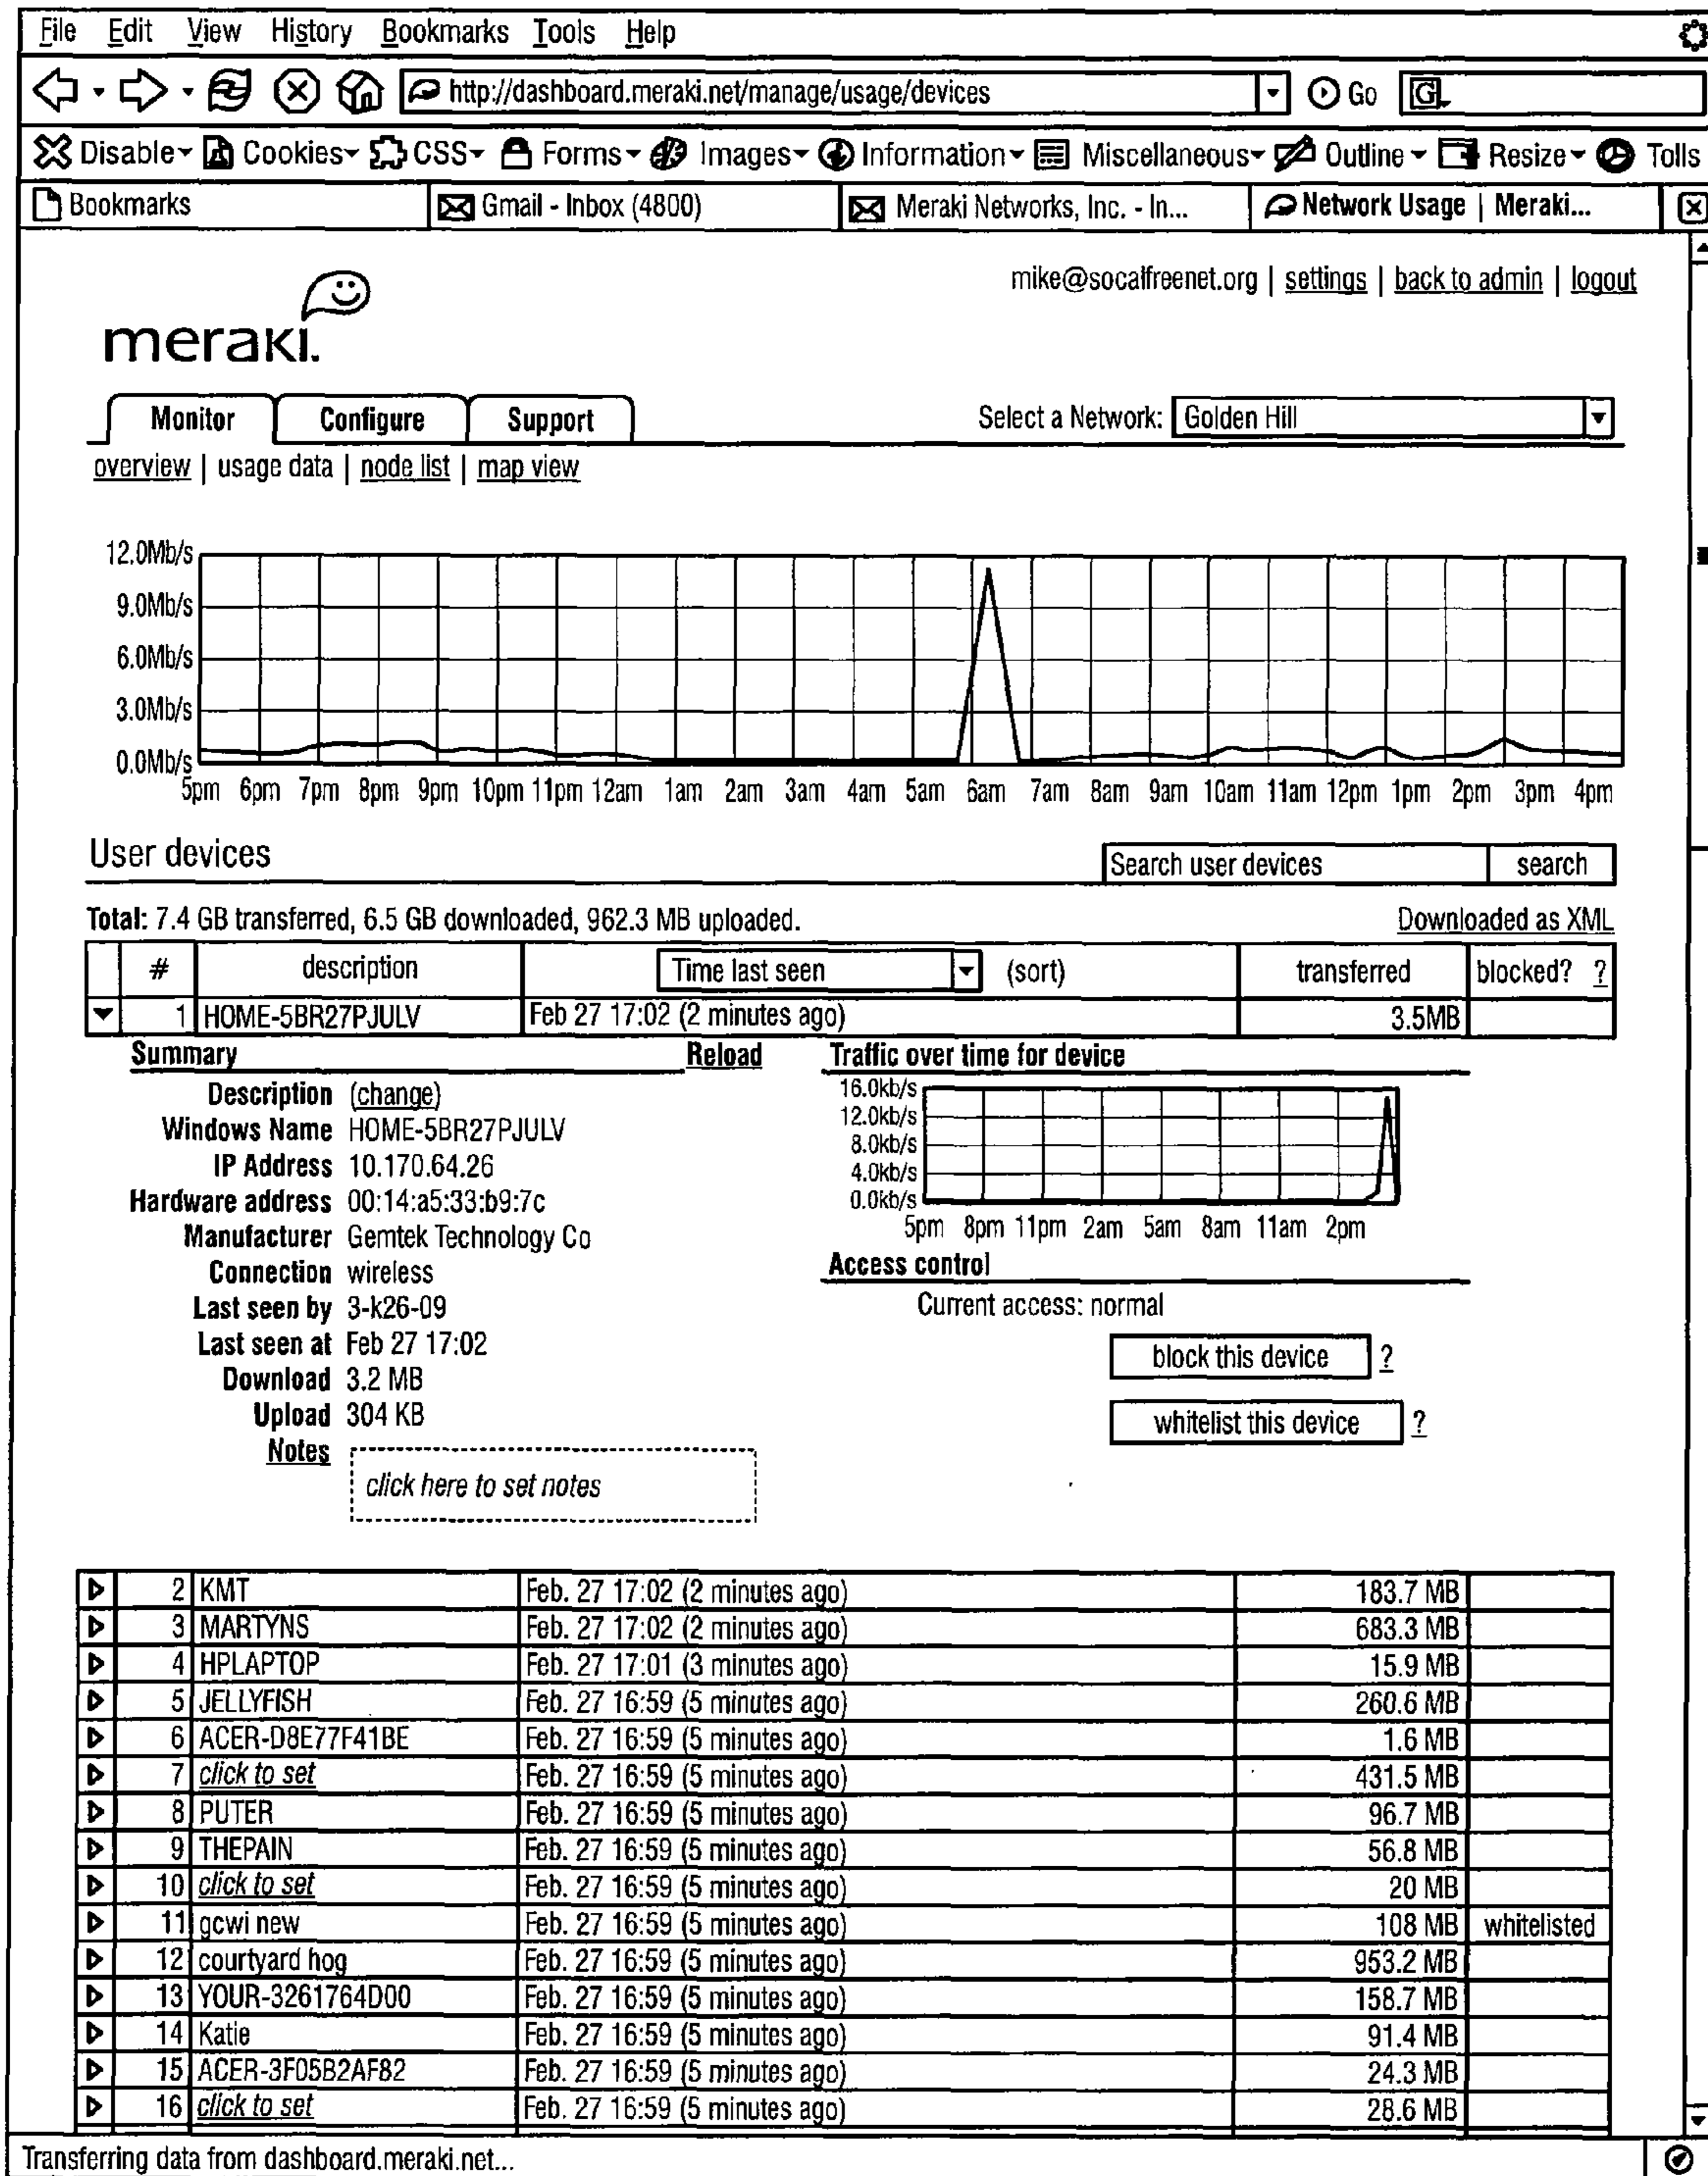 File Edit View History Bookmarks Tools Help
http://dashboard.meraki.net/manage/usage/devices Go G
Disable Cookies CSS Forms Images Information Miscellaneous Outline Resize Tolls
Bookmarks Gmail - Inbox (4800) Meraki Networks, Inc. - In... Network Usage | Meraki...
mike@socalfreenet.org | settings | back to admin | logout
meraki.
Monitor Configure Support Select a Network: Golden Hill
overview | usage data | node list | map view
12.0Mb/s
9.0Mb/s
6.0Mb/s
3.0Mb/s
0.0Mb/s
5pm 6pm 7pm 8pm 9pm 10pm 11pm 12am 1am 2am 3am 4am 5am 6am 7am 8am 9am 10am 11am 12pm 1pm 2pm 3pm 4pm
User devices Search user devices search
Total: 7.4 GB transferred, 6.5 GB downloaded, 962.3 MB uploaded. Downloaded as XML
# description Time last seen (sort) transferred blocked? ?
1 HOME-5BR27PJULV Feb 27 17:02 (2 minutes ago) 3.5MB
Summary Reload Traffic over time for device
Description (change)
Windows Name HOME-5BR27PJULV
IP Address 10.170.64.26
Hardware address 00:14:a5:33:b9:7c
Manufacturer Gemtek Technology Co
Connection wireless
Last seen by 3-k26-09
Last seen at Feb 27 17:02
Download 3.2 MB
Upload 304 KB
Notes
click here to set notes
16.0kb/s
12.0kb/s
8.0kb/s
4.0kb/s
0.0kb/s
5pm 8pm 11pm 2am 5am 8am 11am 2pm
Access control
Current access: normal
block this device ?
whitelist this device ?
2 KMT Feb. 27 17:02 (2 minutes ago) 183.7 MB
3 MARTYNS Feb. 27 17:02 (2 minutes ago) 683.3 MB
4 HPLAPTOP Feb. 27 17:01 (3 minutes ago) 15.9 MB
5 JELLYFISH Feb. 27 16:59 (5 minutes ago) 260.6 MB
6 ACER-D8E77F41BE Feb. 27 16:59 (5 minutes ago) 1.6 MB
7 click to set Feb. 27 16:59 (5 minutes ago) 431.5 MB
8 PUTER Feb. 27 16:59 (5 minutes ago) 96.7 MB
9 THEPAIN Feb. 27 16:59 (5 minutes ago) 56.8 MB
10 click to set Feb. 27 16:59 (5 minutes ago) 20 MB
11 gcwi new Feb. 27 16:59 (5 minutes ago) 108 MB whitelisted
12 courtyard hog Feb. 27 16:59 (5 minutes ago) 953.2 MB
13 YOUR-3261764D00 Feb. 27 16:59 (5 minutes ago) 158.7 MB
14 Katie Feb. 27 16:59 (5 minutes ago) 91.4 MB
15 ACER-3F05B2AF82 Feb. 27 16:59 (5 minutes ago) 24.3 MB
16 click to set Feb. 27 16:59 (5 minutes ago) 28.6 MB
Transferring data from dashboard.meraki.net...